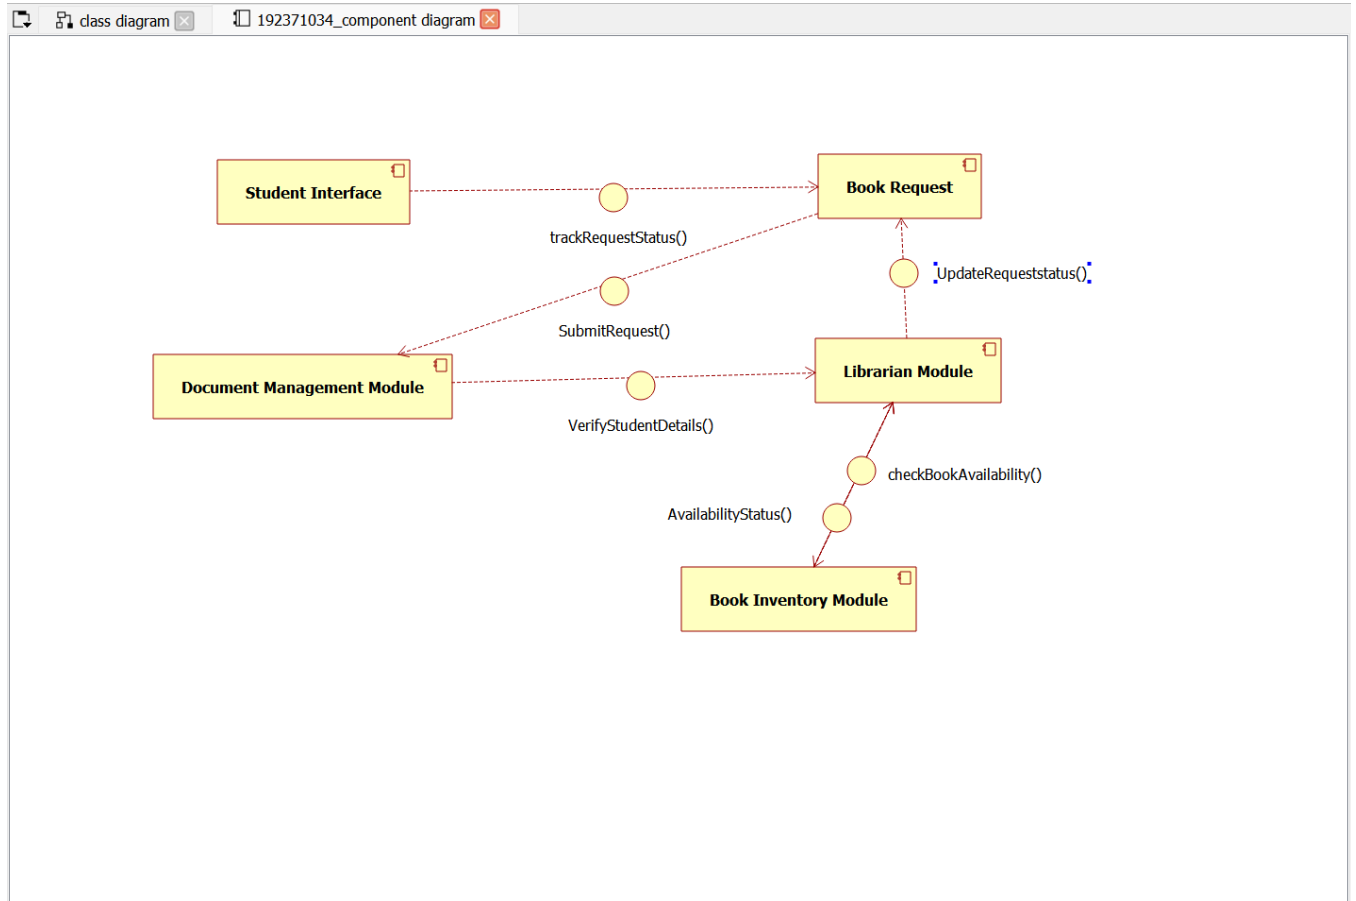 class diagram
192371034_component diagram
Student Interface
Book Request
trackRequestStatus()
UpdateRequeststatus()
SubmitRequest()
Document Management Module
Librarian Module
VerifyStudentDetails()
checkBookAvailability()
AvailabilityStatus()
Book Inventory Module